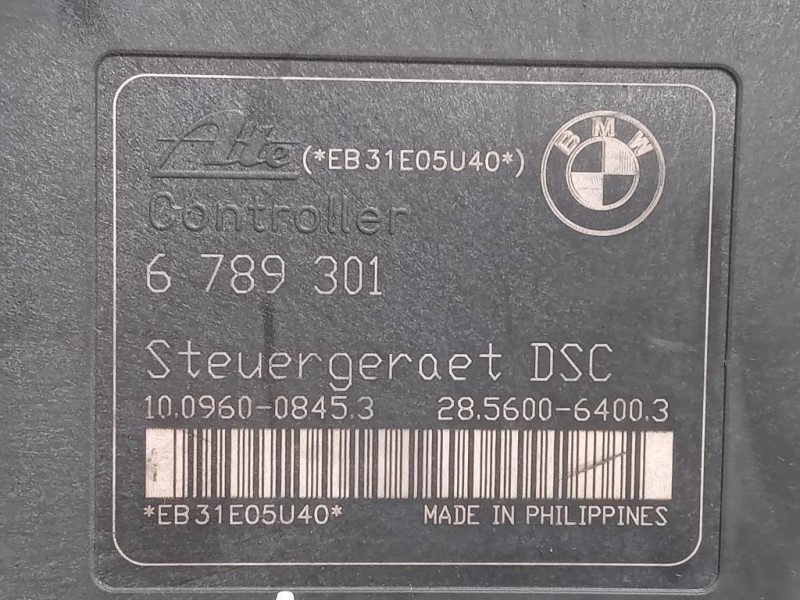 Ate (*EB31E05U40*)
BMW
Controller
6 789 301
Steuergeraet DSC
10.0960-0845.3 28.5600-6400.3
*EB31E05U40* MADE IN PHILIPPINES